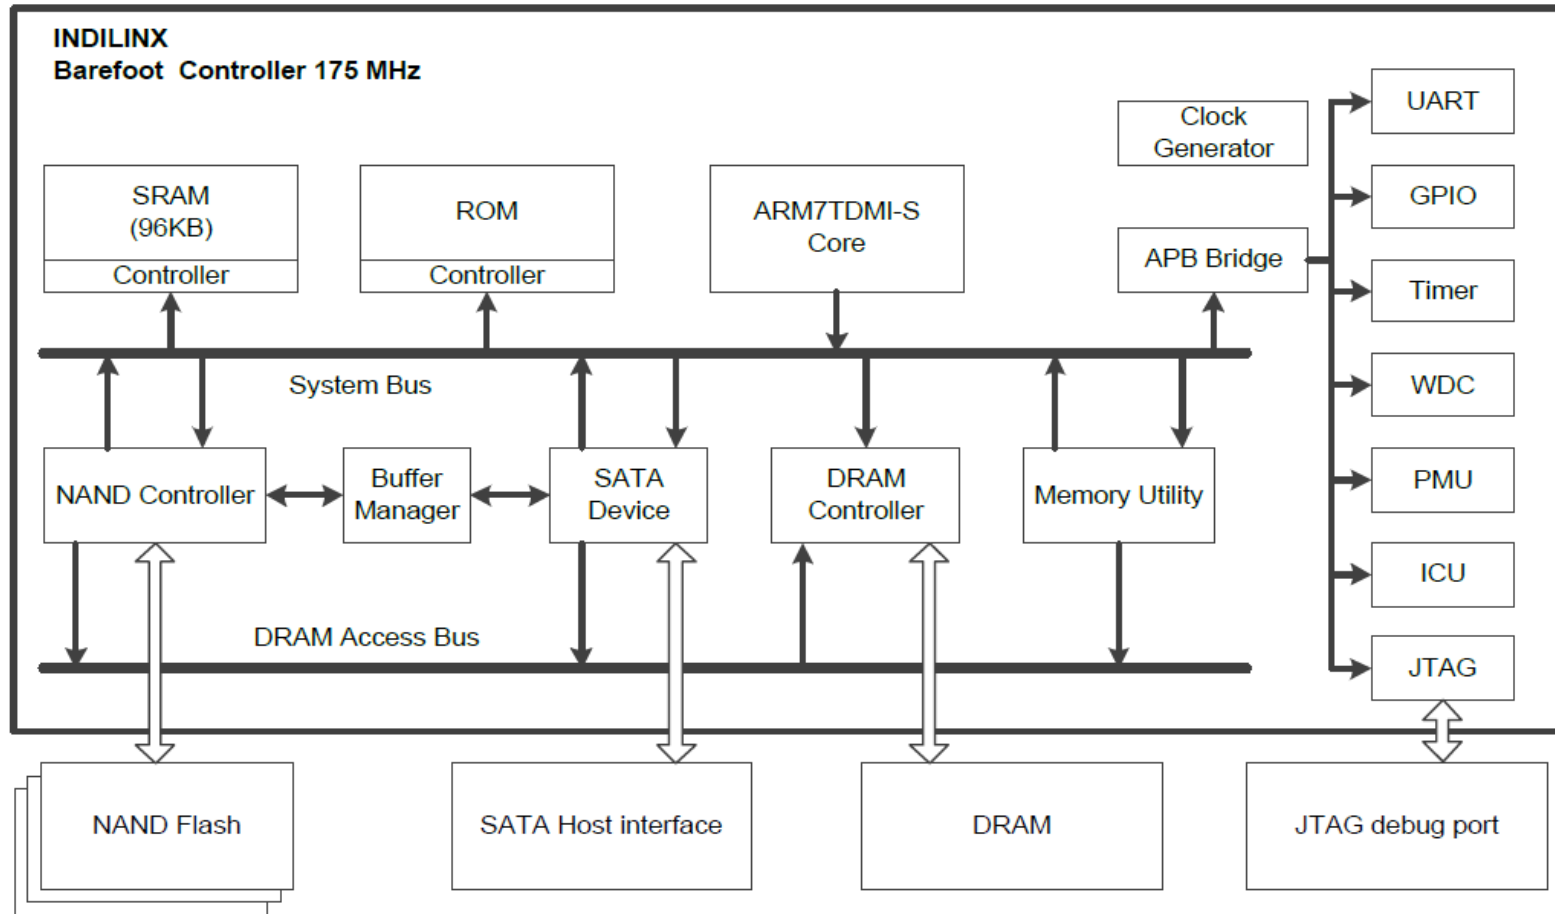 INDILINX
Barefoot Controller 175 MHz
UART
Clock
Generator
SRAM
(96KB)
Controller
ROM
Controller
ARM7TDMI-S
Core
APB Bridge
GPIO
Timer
System Bus
WDC
NAND Controller
Buffer
Manager
SATA
Device
DRAM
Controller
Memory Utility
PMU
ICU
DRAM Access Bus
JTAG
NAND Flash
SATA Host interface
DRAM
JTAG debug port